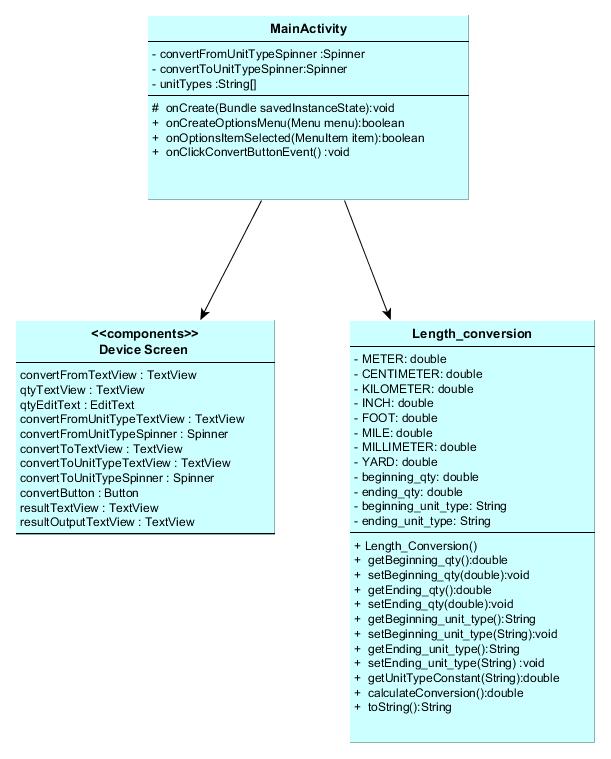 MainActivity
- convertFromUnitTypeSpinner :Spinner
- convertToUnitTypeSpinner:Spinner
- unitTypes :String[]
# onCreate(Bundle savedInstanceState):void
+ onCreateOptionsMenu(Menu menu):boolean
+ onOptionsItemSelected(MenuItem item):boolean
+ onClickConvertButtonEvent() :void
<<components>>
Device Screen
convertFromTextView : TextView
qtyTextView : TextView
qtyEditText : EditText
convertFromUnitTypeTextView : TextView
convertFromUnitTypeSpinner : Spinner
convertToTextView : TextView
convertToUnitTypeTextView : TextView
convertToUnitTypeSpinner : Spinner
convertButton : Button
resultTextView : TextView
resultOutputTextView : TextView
Length_conversion
- METER: double
- CENTIMETER: double
- KILOMETER: double
- INCH: double
- FOOT: double
- MILE: double
- MILLIMETER: double
- YARD: double
- beginning_qty: double
- ending_qty: double
- beginning_unit_type: String
- ending_unit_type: String
+ Length_Conversion()
+ getBeginning_qty():double
+ setBeginning_qty(double):void
+ getEnding_qty():double
+ setEnding_qty(double):void
+ getBeginning_unit_type():String
+ setBeginning_unit_type(String):void
+ getEnding_unit_type():String
+ setEnding_unit_type(String) :void
+ getUnitTypeConstant(String):double
+ calculateConversion():double
+ toString():String